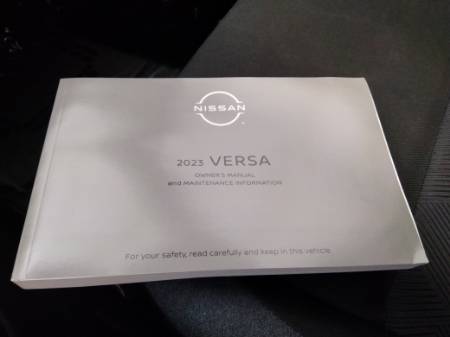 NISSAN
2023 VERSA
OWNER'S MANUAL
and MAINTENANCE INFORMATION
For your safety, read carefully and keep in this vehicle.